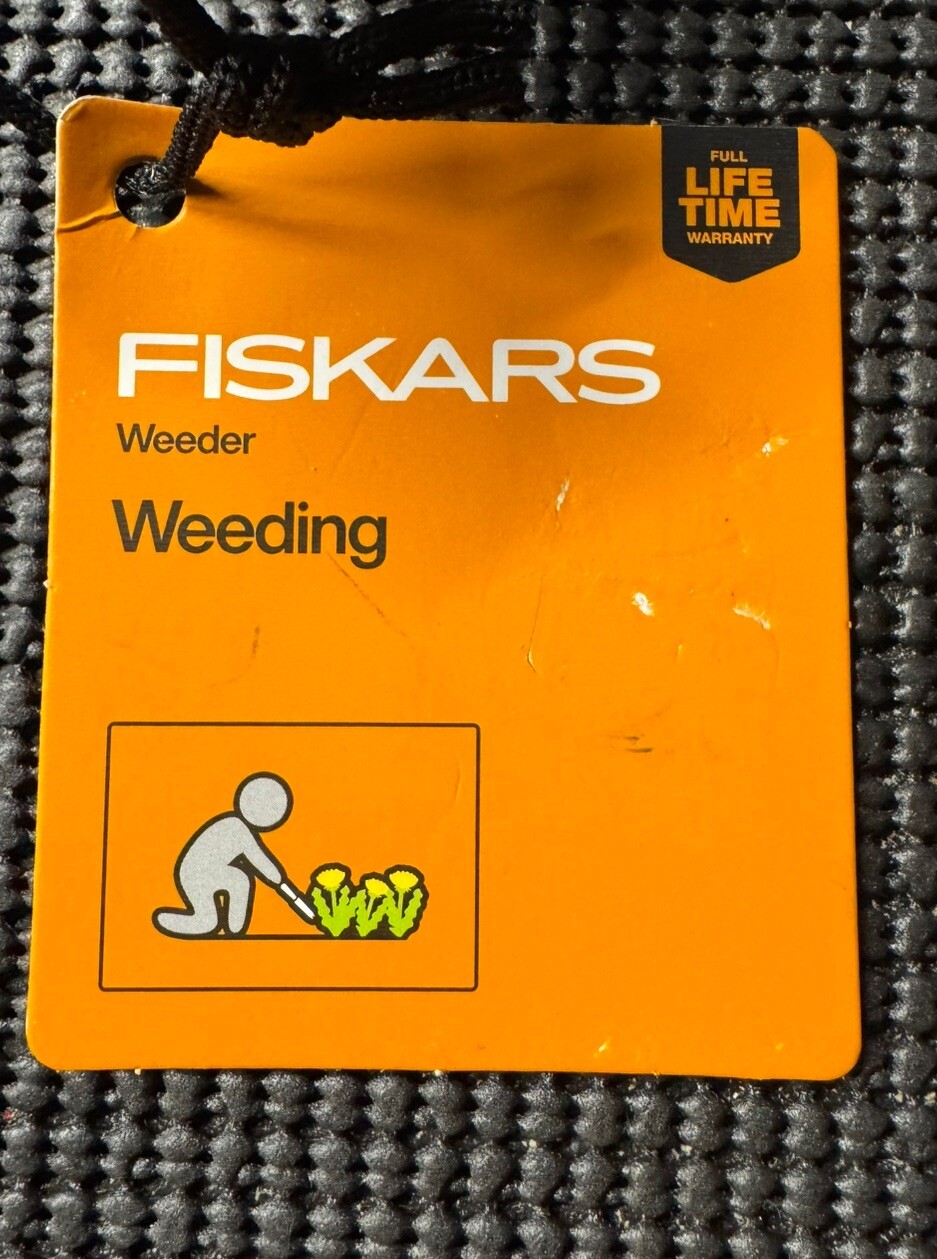 FULL
LIFE
TIME
WARRANTY
FISKARS
Weeder
Weeding